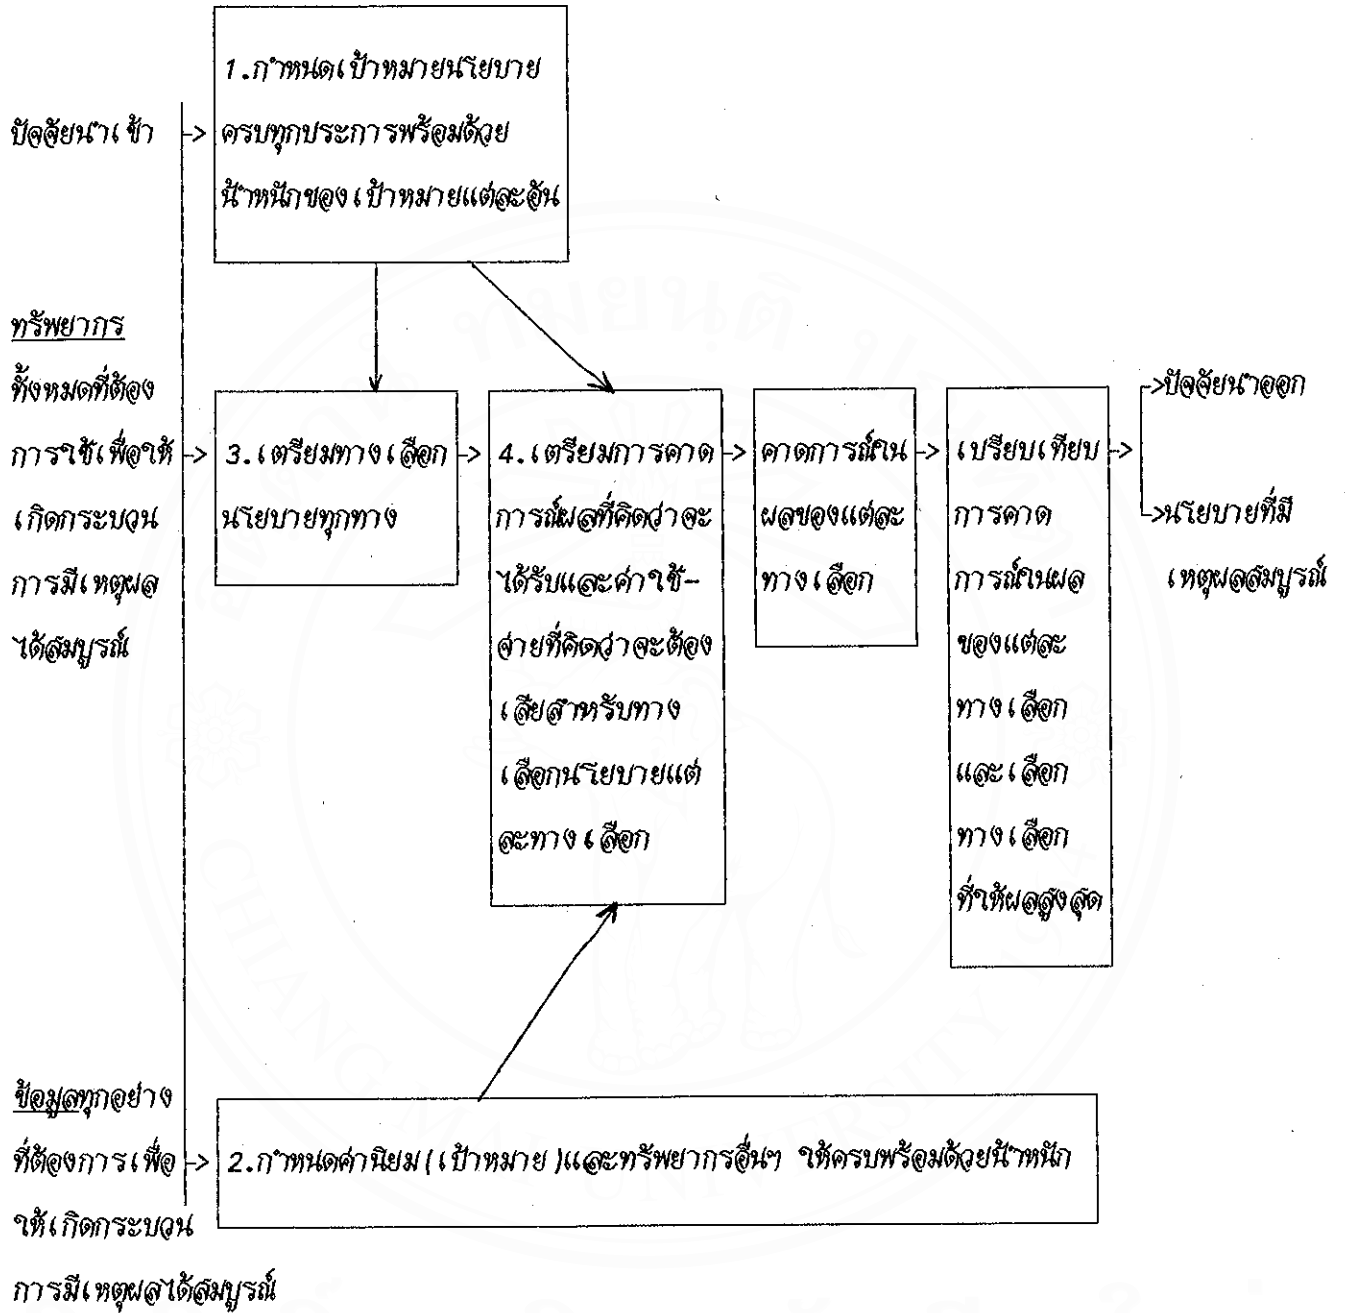 1.กำหนดเป้าหมายนโยบาย
ครบทุกประการพร้อมด้วย
น้ำหนักของเป้าหมายแต่ละอัน
ปัจจัยนำเข้า
ทรัพยากร
ทั้งหมดที่ต้อง
การใช้เพื่อให้
เกิดกระบวน
การมีเหตุผล
ได้สมบูรณ์
3.เตรียมทางเลือก
นโยบายทุกทาง
4.เตรียมการคาด
การณ์ผลที่คิดว่าจะ
ได้รับและค่าใช้-
จ่ายที่คิดว่าจะต้อง
เสียสำหรับทาง
เลือกนโยบายแต่
ละทางเลือก
คาดการณ์ใน
ผลของแต่ละ
ทางเลือก
เปรียบเทียบ
การคาด
การณ์ในผล
ของแต่ละ
ทางเลือก
และเลือก
ทางเลือก
ที่ให้ผลสูงสุด
ปัจจัยนำออก
นโยบายที่มี
เหตุผลสมบูรณ์
ข้อมูลทุกอย่าง
ที่ต้องการเพื่อ
ให้เกิดกระบวน
การมีเหตุผลได้สมบูรณ์
2.กำหนดค่านิยม(เป้าหมาย)และทรัพยากรอื่นๆ ให้ครบพร้อมด้วยน้ำหนัก
CHIANG MAI UNIVERSITY